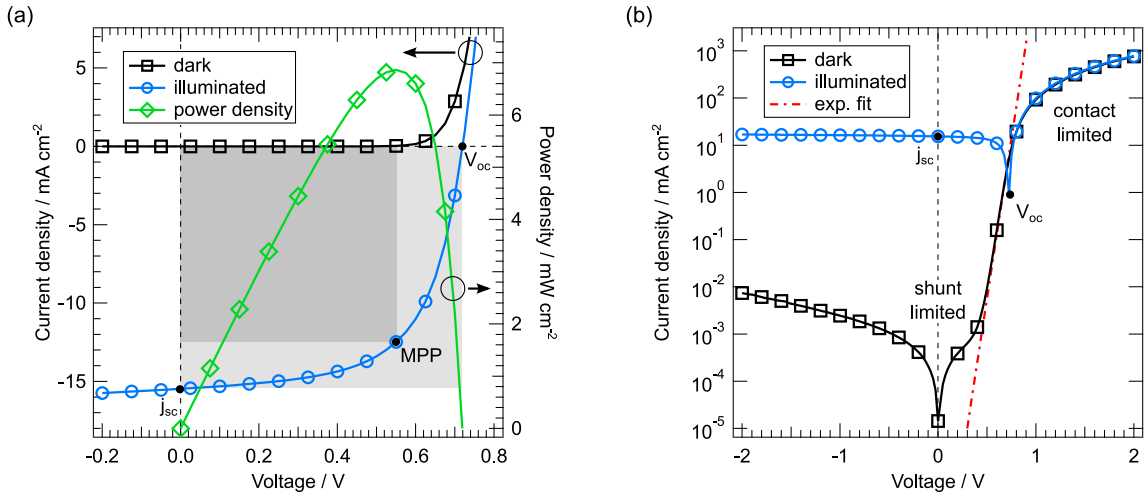 (a)
Current density / mA cm⁻²
5
0
-5
-10
-15
dark
illuminated
power density
V_oc
MPP
j_sc
6
4
2
0
Power density / mW cm⁻²
-0.2
0.0
0.2
0.4
0.6
0.8
Voltage / V
(b)
Current density / mA cm⁻²
10³
10²
10¹
10⁰
10⁻¹
10⁻²
10⁻³
10⁻⁴
10⁻⁵
dark
illuminated
exp. fit
contact
limited
j_sc
V_oc
shunt
limited
-2
-1
0
1
2
Voltage / V